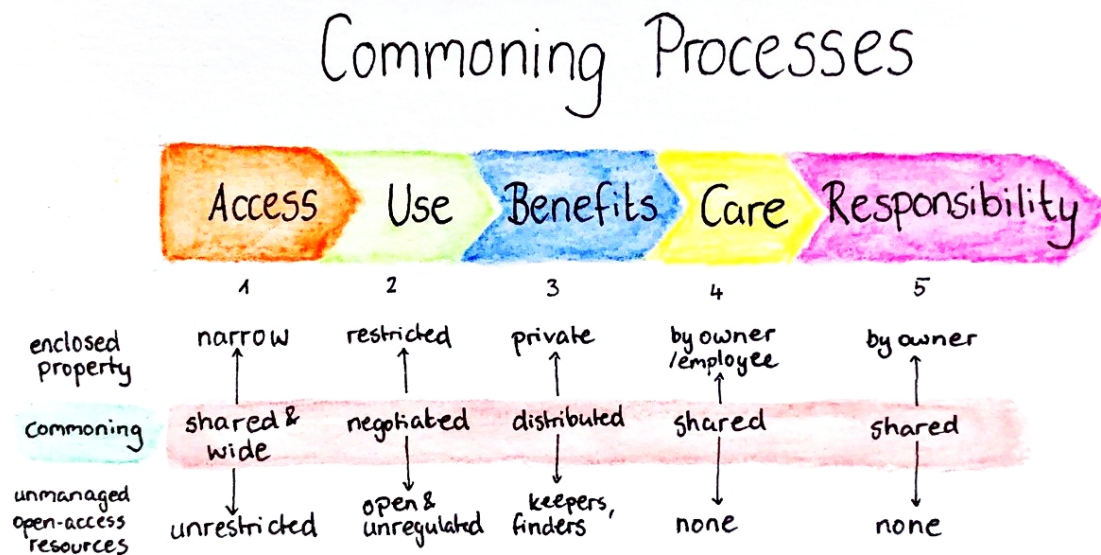 Commoning Processes
Access Use Benefits Care Responsibility
1 2 3 4 5
enclosed
property
narrow
restricted
private
by owner
/employee
by owner
commoning
shared &
wide
negotiated
distributed
shared
shared
unmanaged
open-access
resources
unrestricted
open &
unregulated
keepers,
finders
none
none